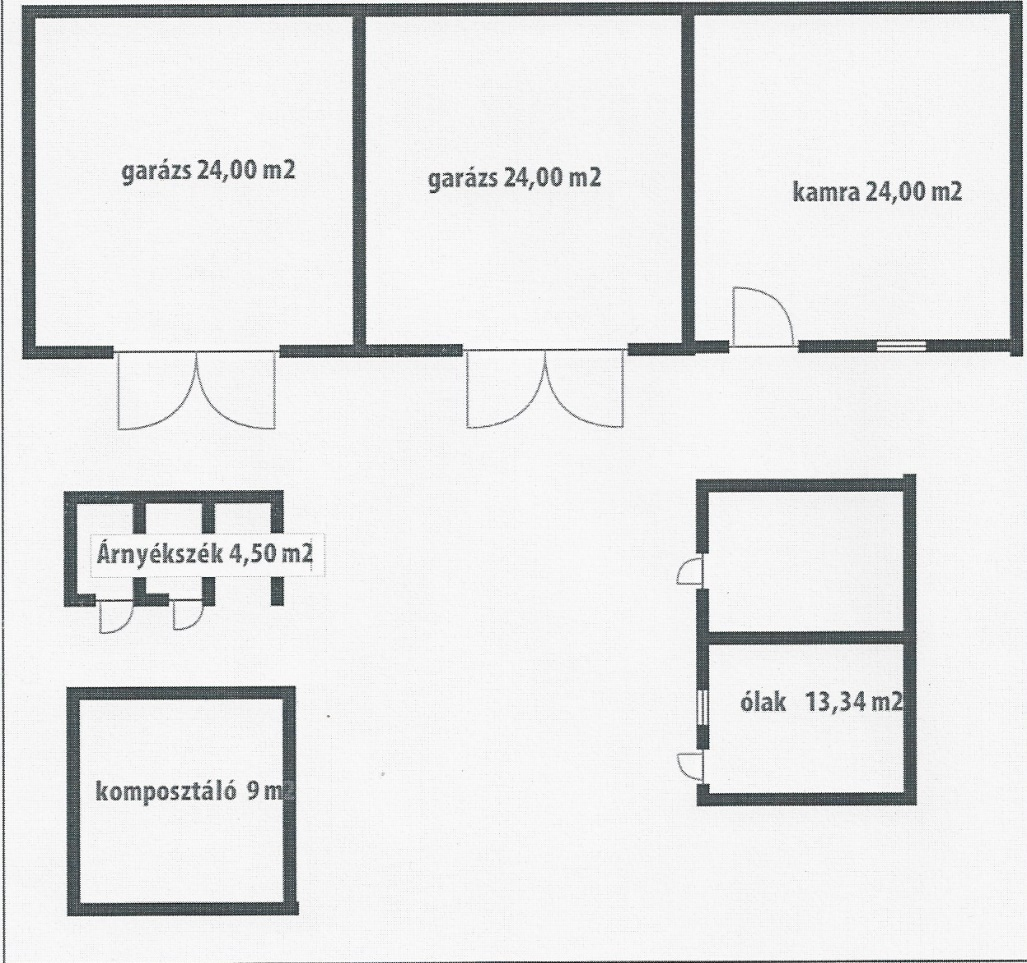 garázs 24,00 m2
garázs 24,00 m2
kamra 24,00 m2
Árnyékszék 4,50 m2
ólak 13,34 m2
komposztáló 9 m2